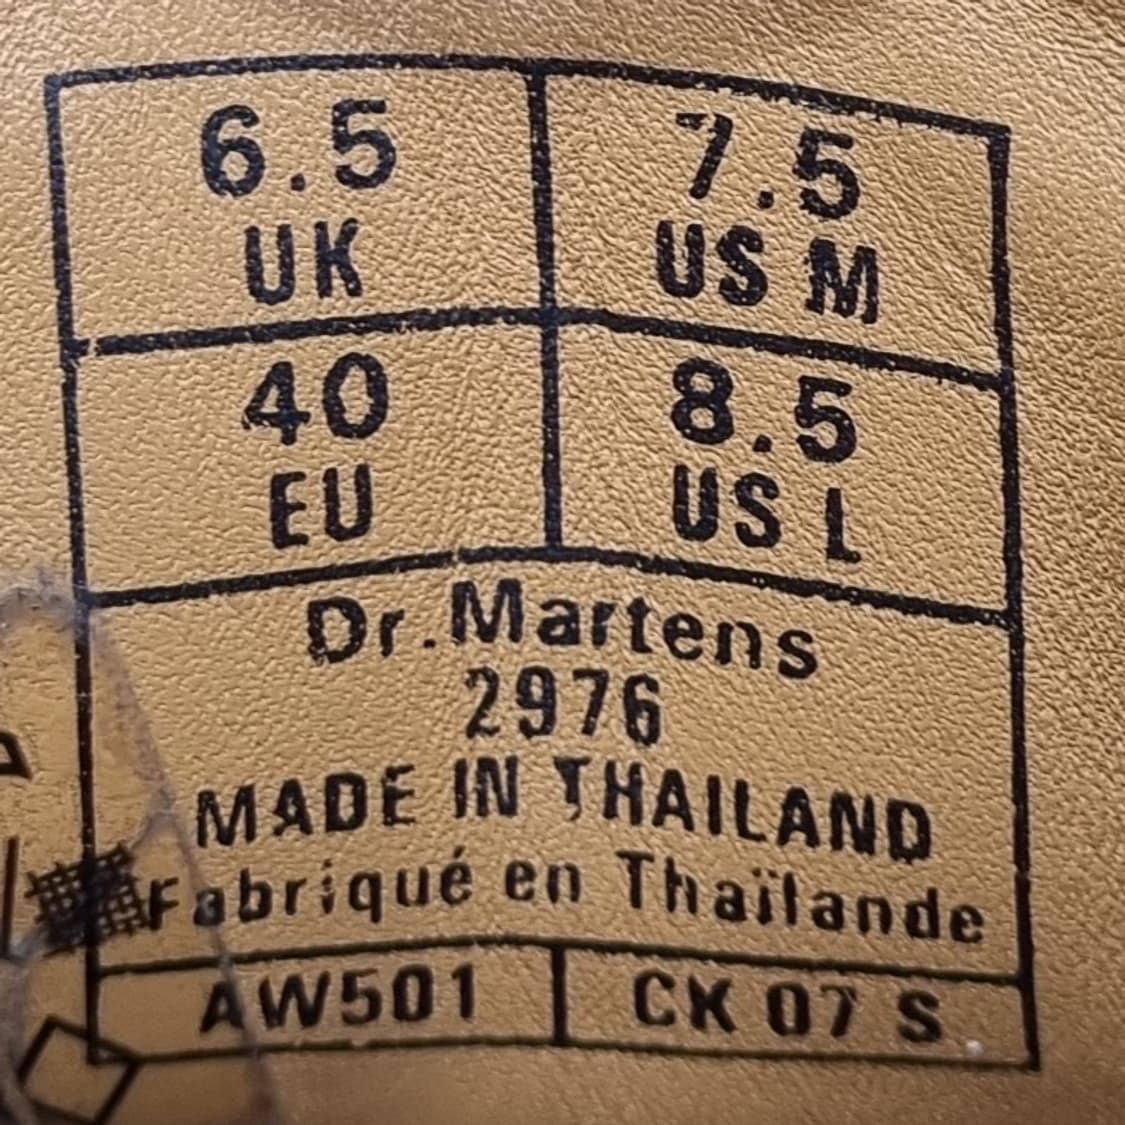 6.5
UK
7.5
US M
40
EU
8.5
US L
Dr.Martens
2976
MADE IN THAILAND
Fabriqué en Thaïlande
AW501
CK 07 S